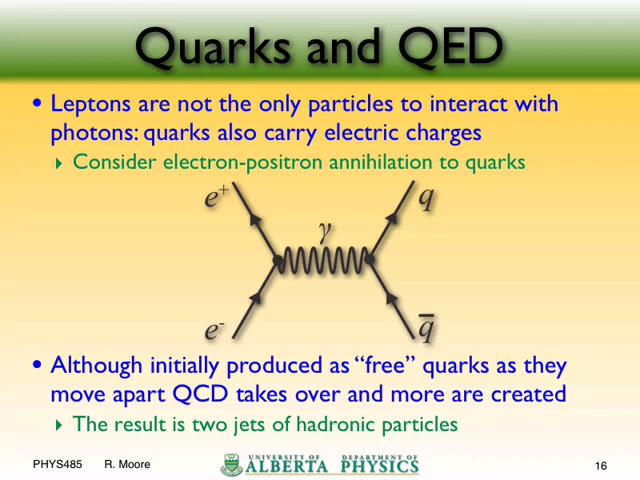 Quarks and QED
• Leptons are not the only particles to interact with
photons: quarks also carry electric charges
‣ Consider electron-positron annihilation to quarks
e⁺
q
γ
e⁻
q̅
• Although initially produced as “free” quarks as they
move apart QCD takes over and more are created
‣ The result is two jets of hadronic particles
PHYS485 R. Moore
UNIVERSITY OF DEPARTMENT OF
ALBERTA PHYSICS
16